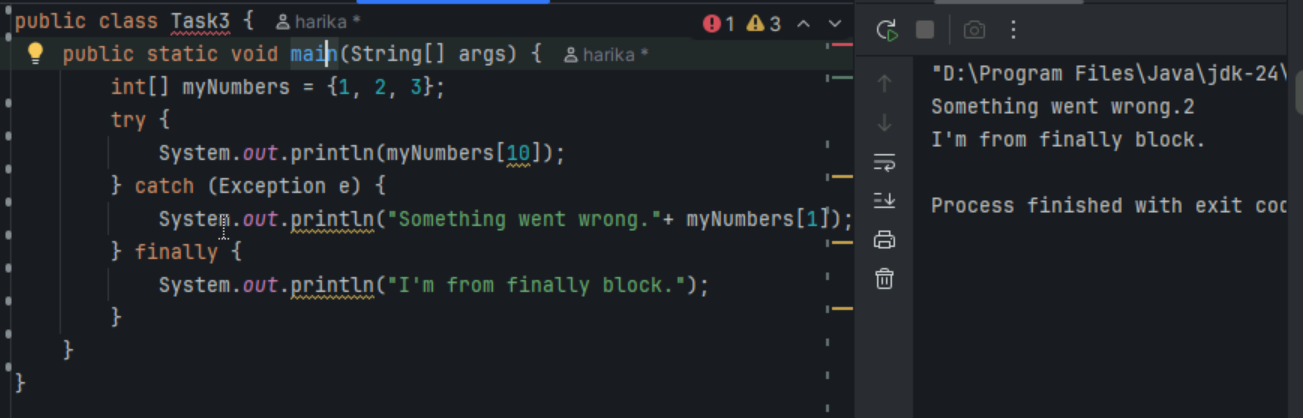 public class Task3 { harika *
1 3
public static void main(String[] args) { harika *
int[] myNumbers = {1, 2, 3};
try {
System.out.println(myNumbers[10]);
} catch (Exception e) {
System.out.println("Something went wrong."+ myNumbers[1]);
} finally {
System.out.println("I'm from finally block.");
}
}
}
"D:\Program Files\Java\jdk-24\
Something went wrong.2
I'm from finally block.
Process finished with exit